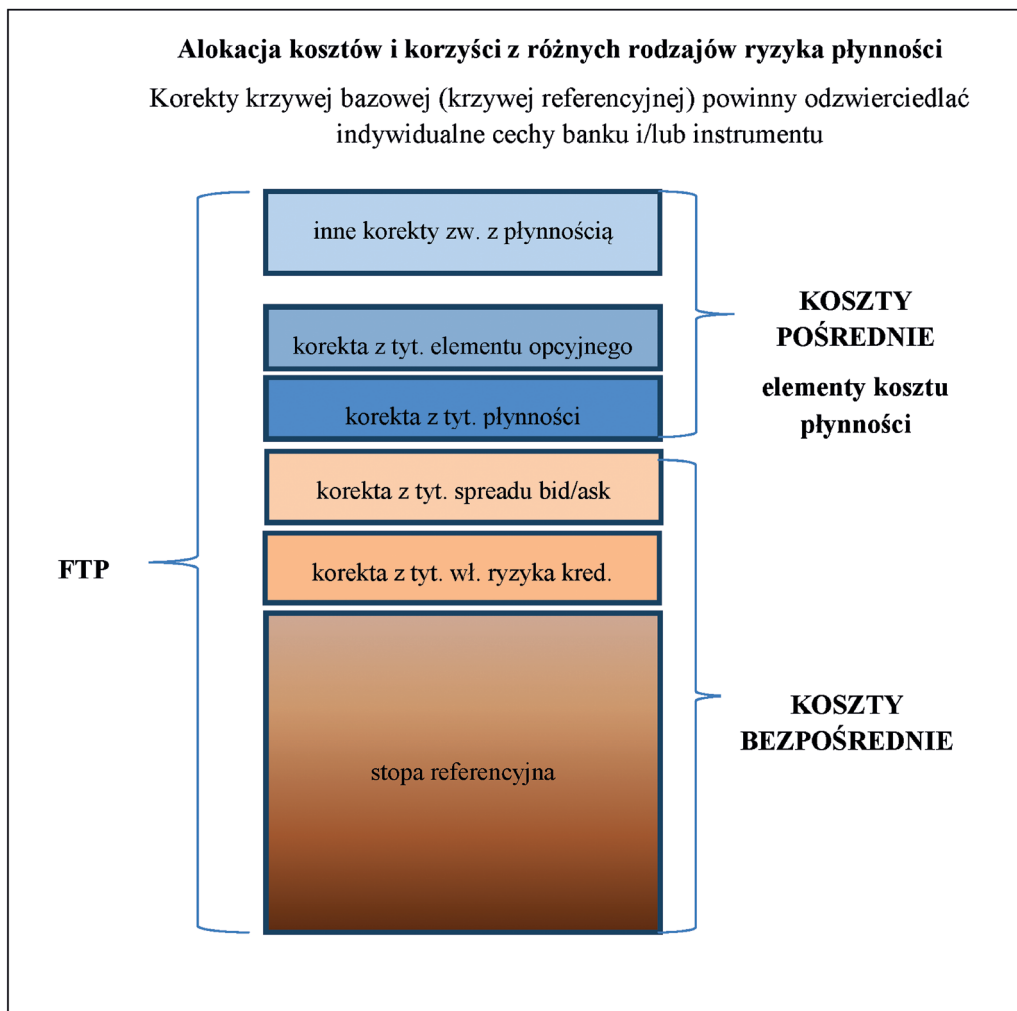 Alokacja kosztów i korzyści z różnych rodzajów ryzyka płynności
Korekty krzywej bazowej (krzywej referencyjnej) powinny odzwierciedlać
indywidualne cechy banku i/lub instrumentu
inne korekty zw. z płynnością
korekta z tyt. elementu opcyjnego
korekta z tyt. płynności
korekta z tyt. spreadu bid/ask
korekta z tyt. wł. ryzyka kred.
stopa referencyjna
FTP
KOSZTY
POŚREDNIE
elementy kosztu
płynności
KOSZTY
BEZPOŚREDNIE